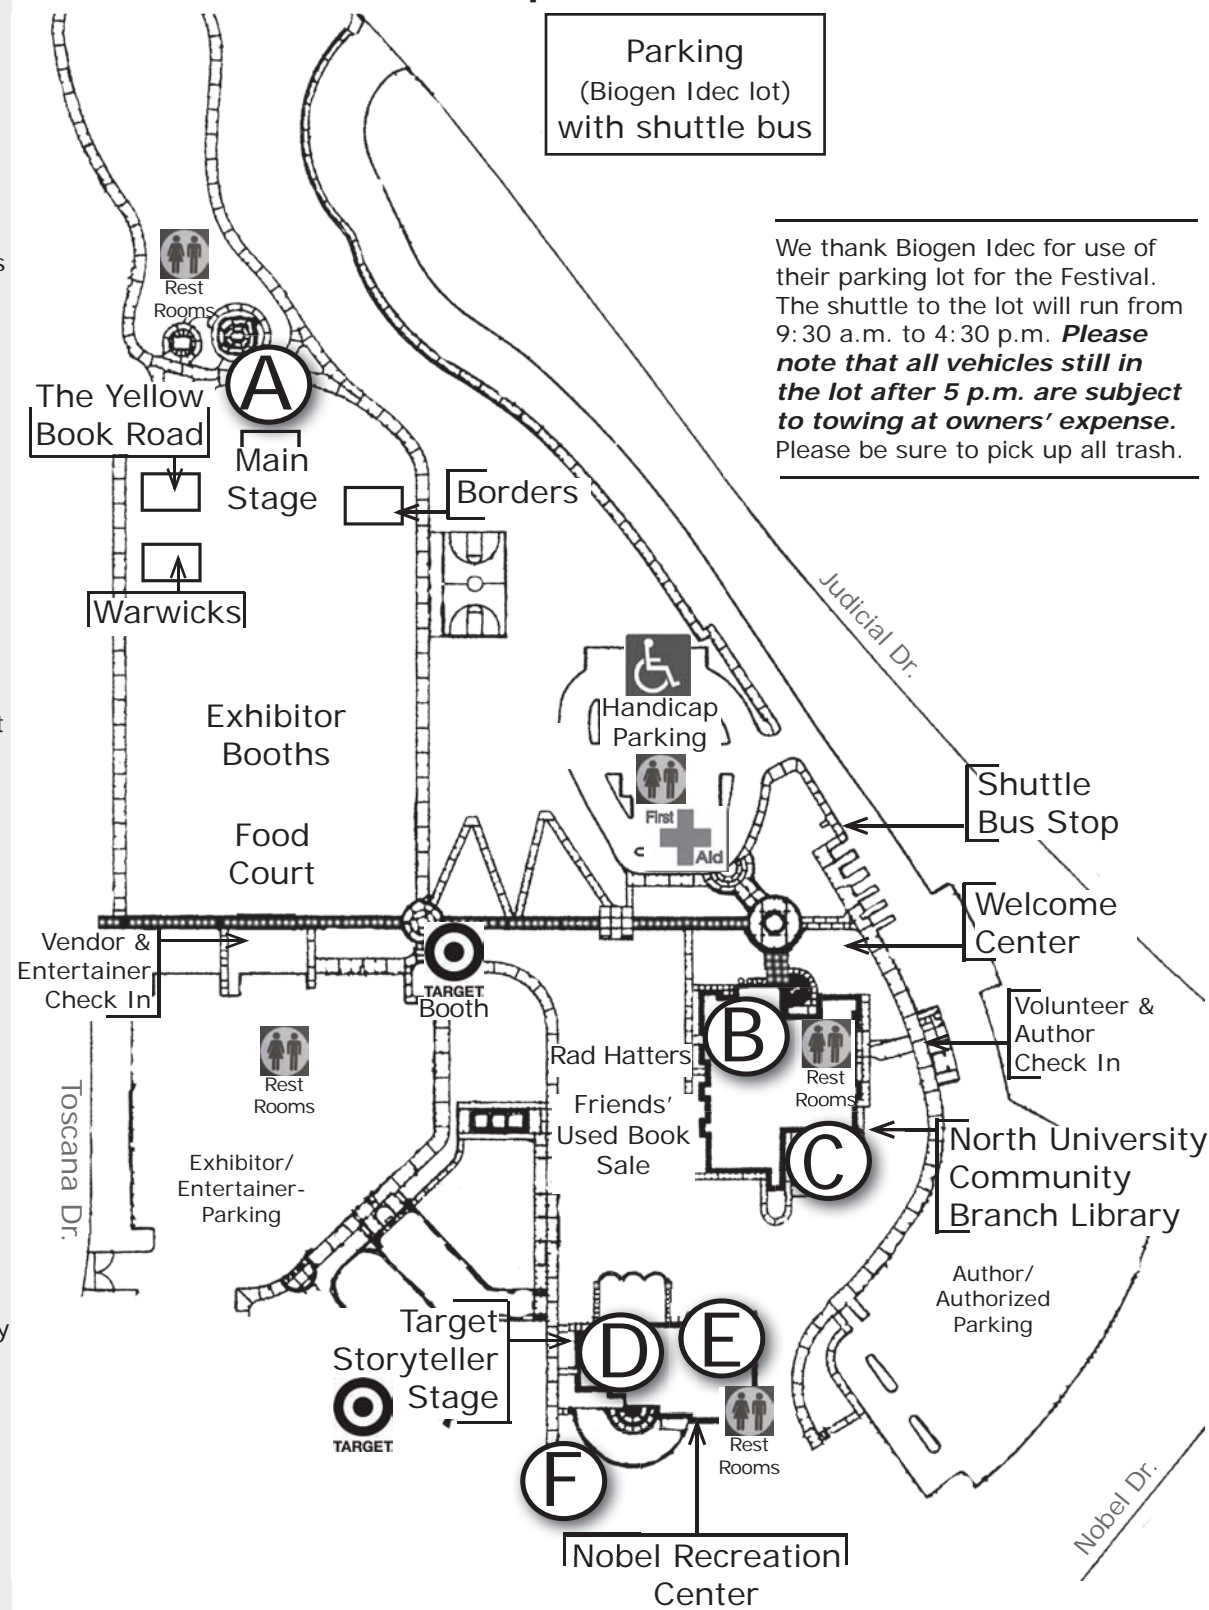 Parking
(Biogen Idec lot)
with shuttle bus
We thank Biogen Idec for use of
their parking lot for the Festival.
The shuttle to the lot will run from
9:30 a.m. to 4:30 p.m. Please
note that all vehicles still in
the lot after 5 p.m. are subject
to towing at owners' expense.
Please be sure to pick up all trash.
Rest
Rooms
A
The Yellow
Book Road
Main
Stage
Borders
Warwicks
Judicial Dr.
Handicap
Parking
Exhibitor
Booths
First
Aid
Shuttle
Bus Stop
Food
Court
Welcome
Center
Vendor &
Entertainer
Check In
TARGET
Booth
Volunteer &
Author
Check In
B
Rest
Rooms
Rad Hatters
Rest
Rooms
Friends'
Used Book
Sale
Toscana Dr.
Exhibitor/
Entertainer-
Parking
C
North University
Community
Branch Library
Author/
Authorized
Parking
Target
Storyteller
Stage
TARGET
D
E
Rest
Rooms
F
Nobel Recreation
Center
Nobel Dr.